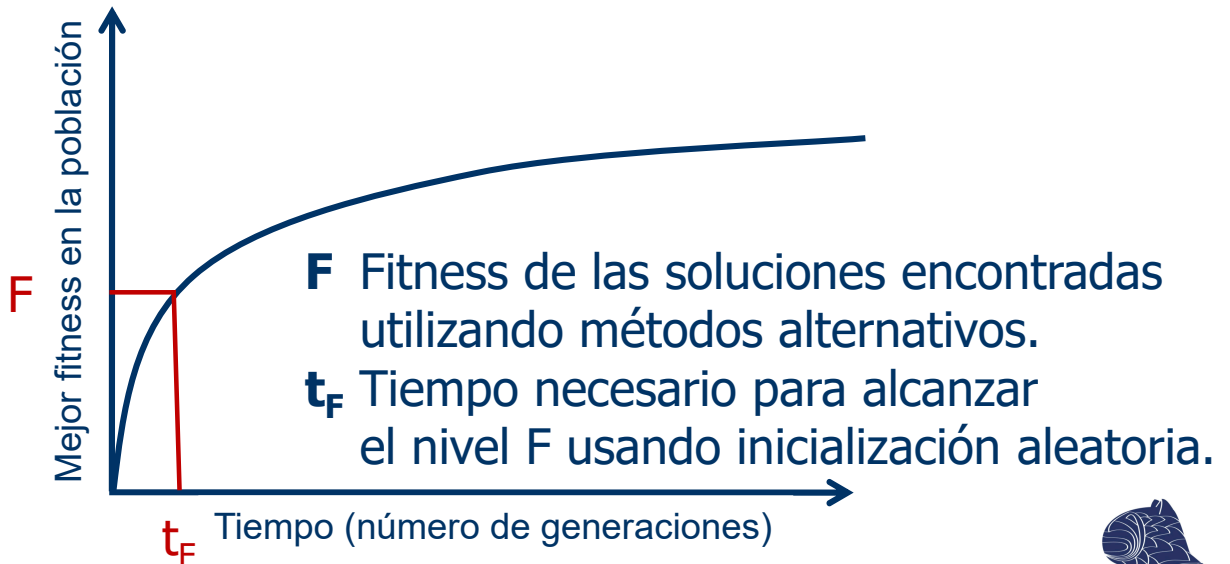 Mejor fitness en la población
F
F Fitness de las soluciones encontradas
utilizando métodos alternativos.
tF Tiempo necesario para alcanzar
el nivel F usando inicialización aleatoria.
tF
Tiempo (número de generaciones)